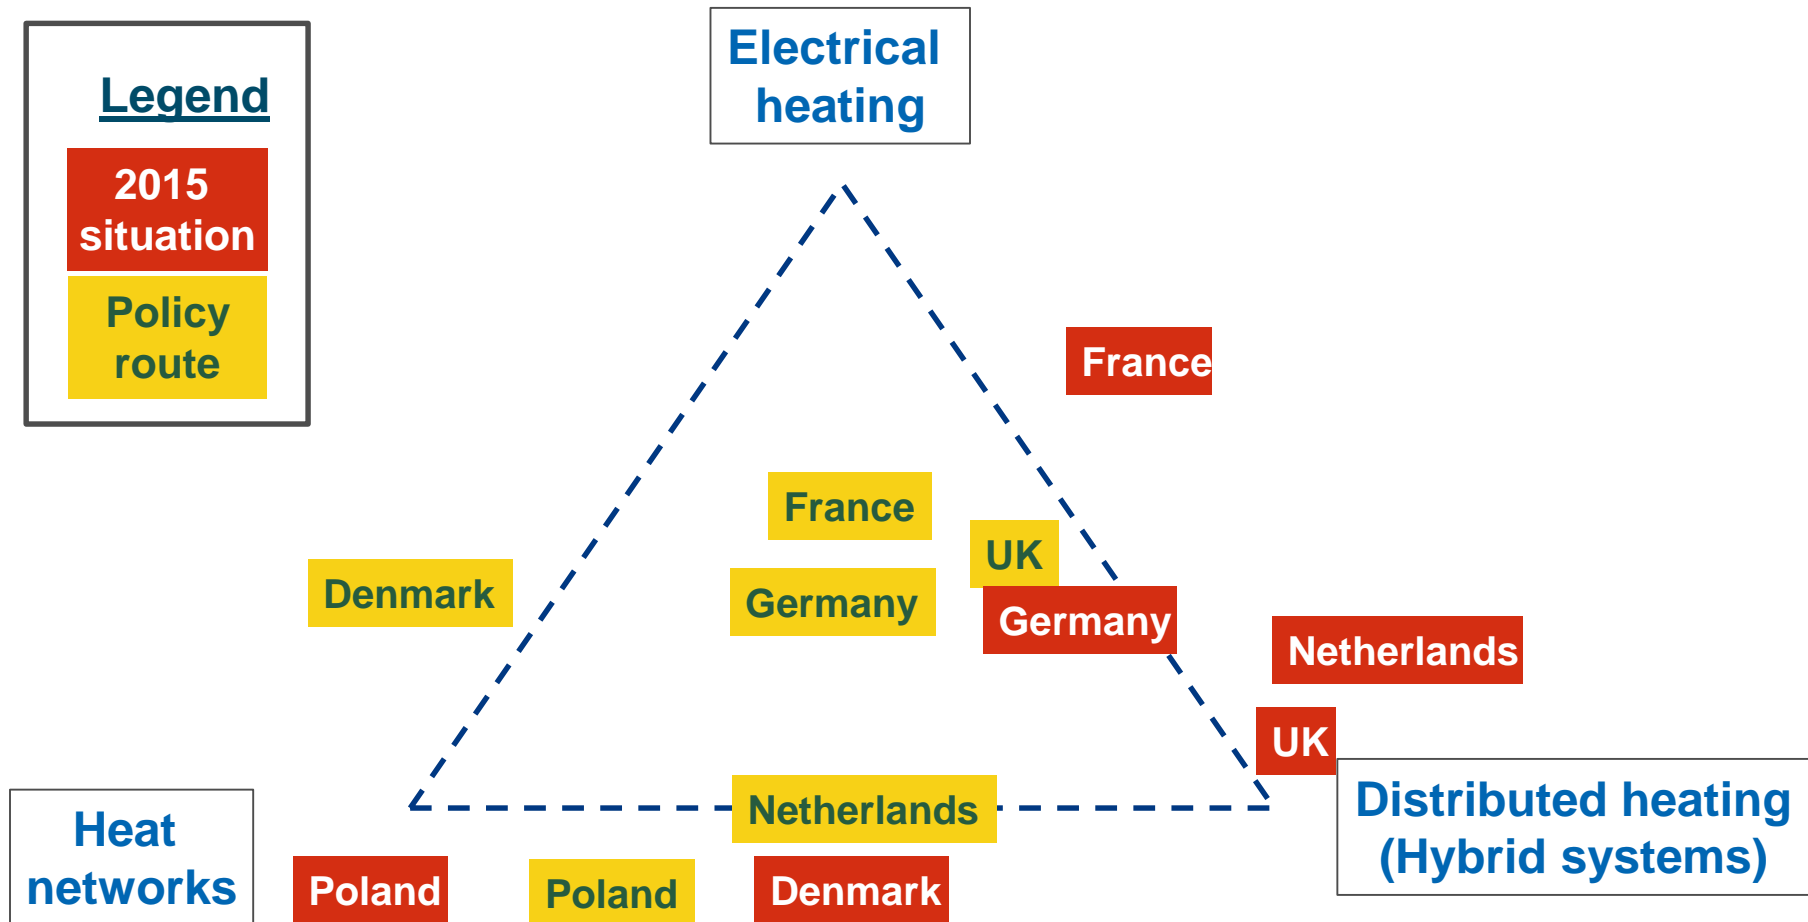 Legend
2015
situation
Policy
route
Electrical
heating
France
France
UK
Denmark
Germany
Germany
Netherlands
UK
Netherlands
Heat
networks
Distributed heating
(Hybrid systems)
Poland
Poland
Denmark